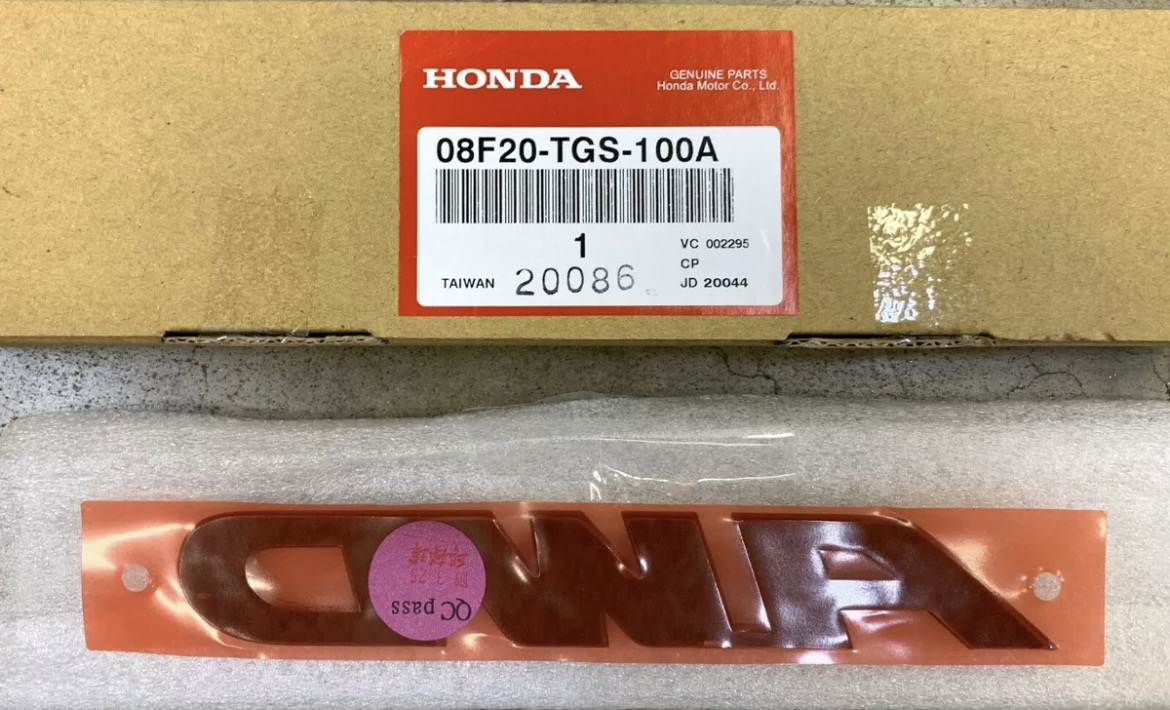 HONDA
GENUINE PARTS
Honda Motor Co., Ltd.
08F20-TGS-100A
1
VC 002295
CP
TAIWAN 20086
JD 20044
AWD
QC pass